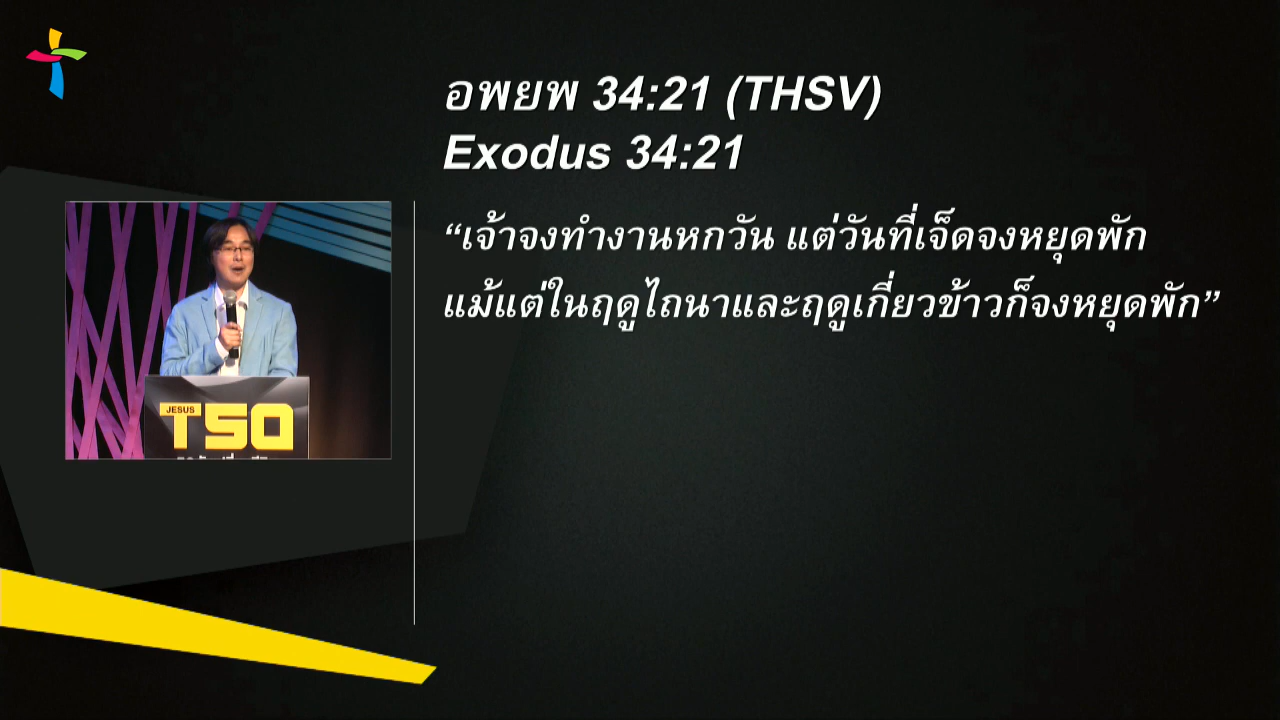 อพยพ 34:21 (THSV)
Exodus 34:21
“เจ้าจงทำงานหกวัน แต่วันที่เจ็ดจงหยุดพัก
แม้แต่ในฤดูไถนาและฤดูเกี่ยวข้าวก็จงหยุดพัก”
JESUS
T50